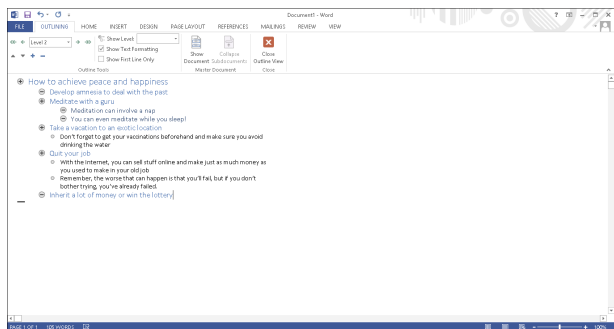 Document1 - Word
FILE OUTLINING HOME INSERT DESIGN PAGE LAYOUT REFERENCES MAILINGS REVIEW VIEW
Level 2 Show Level:
Show Text Formatting
Show First Line Only
Show Document Collapse Subdocuments Close Outline View
Outline Tools Master Document Close
How to achieve peace and happiness
Develop amnesia to deal with the past
Meditate with a guru
Meditation can involve a nap
You can even meditate while you sleep!
Take a vacation to an exotic location
Don't forget to get your vaccinations beforehand and make sure you avoid
drinking the water
Quit your job
With the Internet, you can sell stuff online and make just as much money as
you used to make in your old job
Remember, the worse that can happen is that you'll fail, but if you don't
bother trying, you've already failed.
Inherit a lot of money or win the lottery
PAGE 1 OF 1 105 WORDS 100%